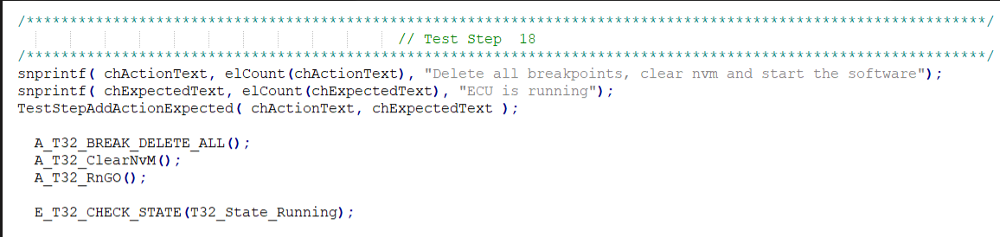 /***************************************************************************************************************/
// Test Step  18
/***************************************************************************************************************/
snprintf( chActionText, elCount(chActionText), "Delete all breakpoints, clear nvm and start the software");
snprintf( chExpectedText, elCount(chExpectedText), "ECU is running");
TestStepAddActionExpected( chActionText, chExpectedText );
A_T32_BREAK_DELETE_ALL();
A_T32_ClearNvM();
A_T32_RnGO();
E_T32_CHECK_STATE(T32_State_Running);